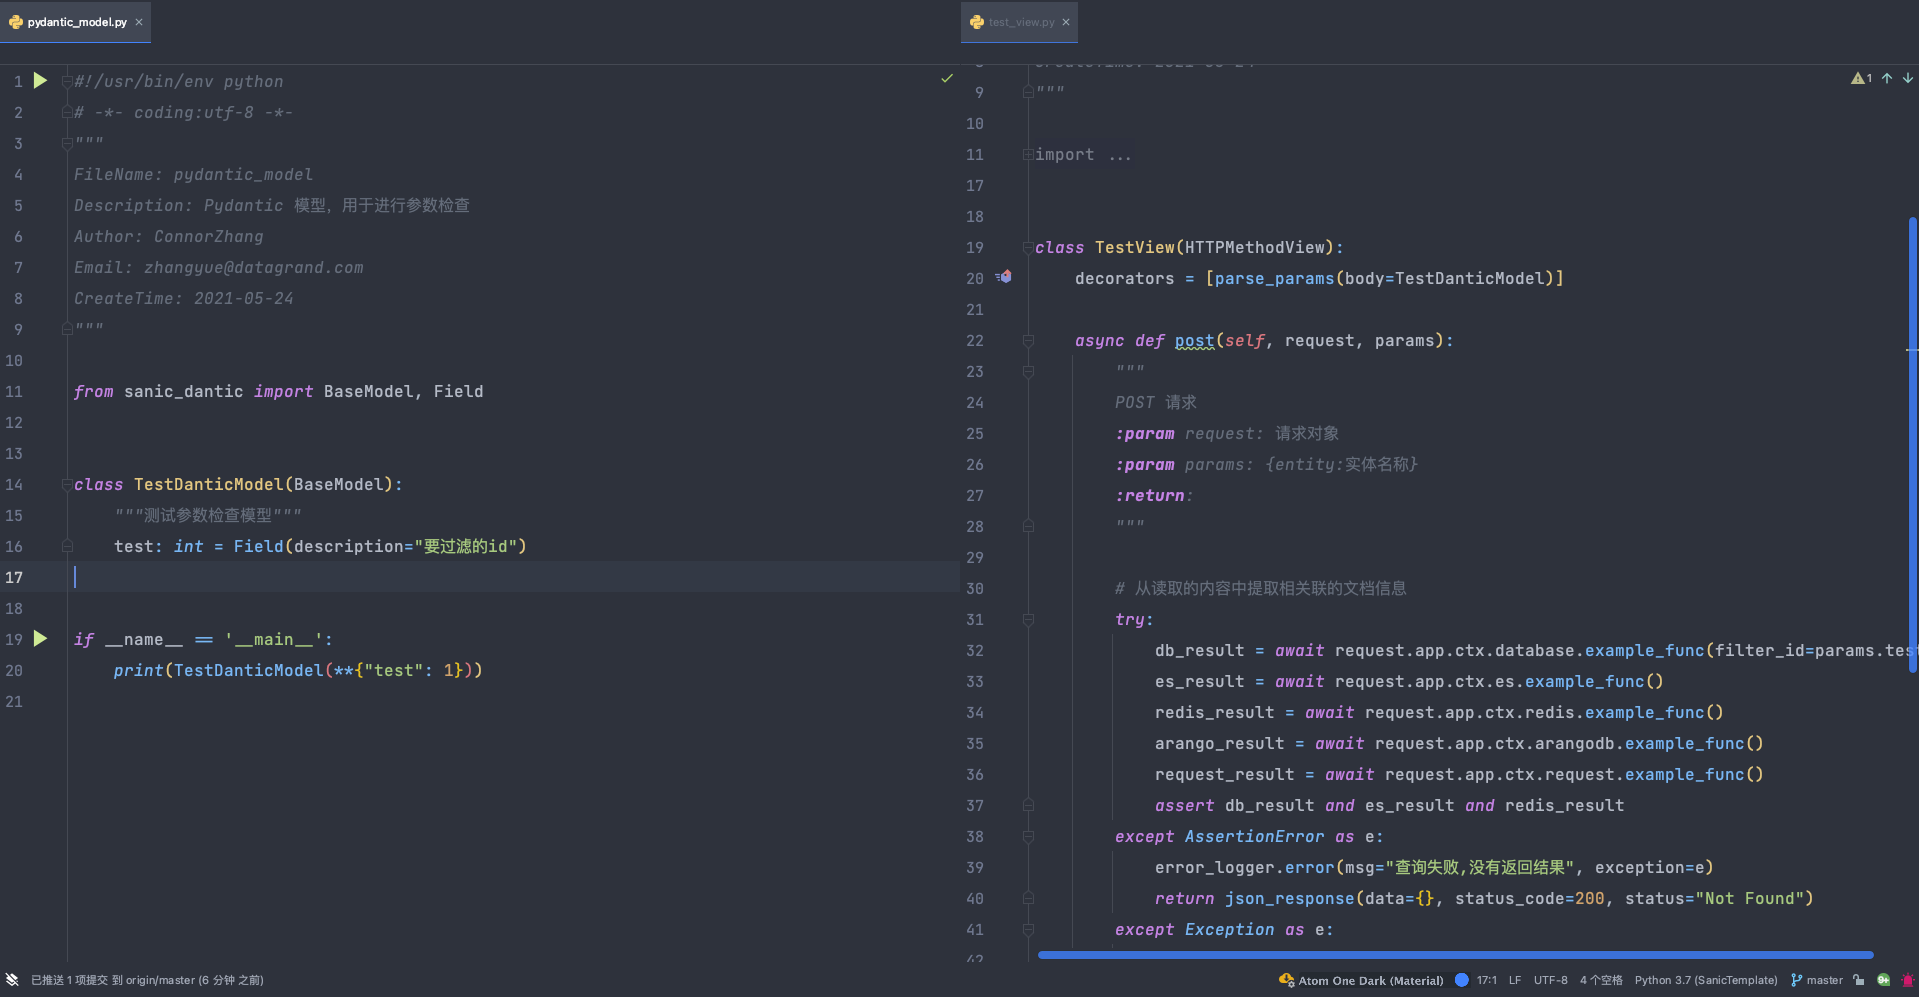 pydantic_model.py
1 #!/usr/bin/env python
2 # -*- coding:utf-8 -*-
3 """
4 FileName: pydantic_model
5 Description: Pydantic 模型，用于进行参数检查
6 Author: ConnorZhang
7 Email: zhangyue@datagrand.com
8 CreateTime: 2021-05-24
9 """
10
11 from sanic_dantic import BaseModel, Field
12
13
14 class TestDanticModel(BaseModel):
15 """测试参数检查模型"""
16 test: int = Field(description="要过滤的id")
17
18
19 if __name__ == '__main__':
20 print(TestDanticModel(**{"test": 1}))
21
test_view.py
1
9 """
10
11 import ...
17
18
19 class TestView(HTTPMethodView):
20 decorators = [parse_params(body=TestDanticModel)]
21
22 async def post(self, request, params):
23 """
24 POST 请求
25 :param request: 请求对象
26 :param params: {entity:实体名称}
27 :return:
28 """
29
30 # 从读取的内容中提取相关联的文档信息
31 try:
32 db_result = await request.app.ctx.database.example_func(filter_id=params.test
33 es_result = await request.app.ctx.es.example_func()
34 redis_result = await request.app.ctx.redis.example_func()
35 arango_result = await request.app.ctx.arangodb.example_func()
36 request_result = await request.app.ctx.request.example_func()
37 assert db_result and es_result and redis_result
38 except AssertionError as e:
39 error_logger.error(msg="查询失败,没有返回结果", exception=e)
40 return json_response(data={}, status_code=200, status="Not Found")
41 except Exception as e:
42
已推送 1 项提交 到 origin/master (6 分钟 之前)
Atom One Dark (Material) 17:1 LF UTF-8 4 个空格 Python 3.7 (SanicTemplate) master